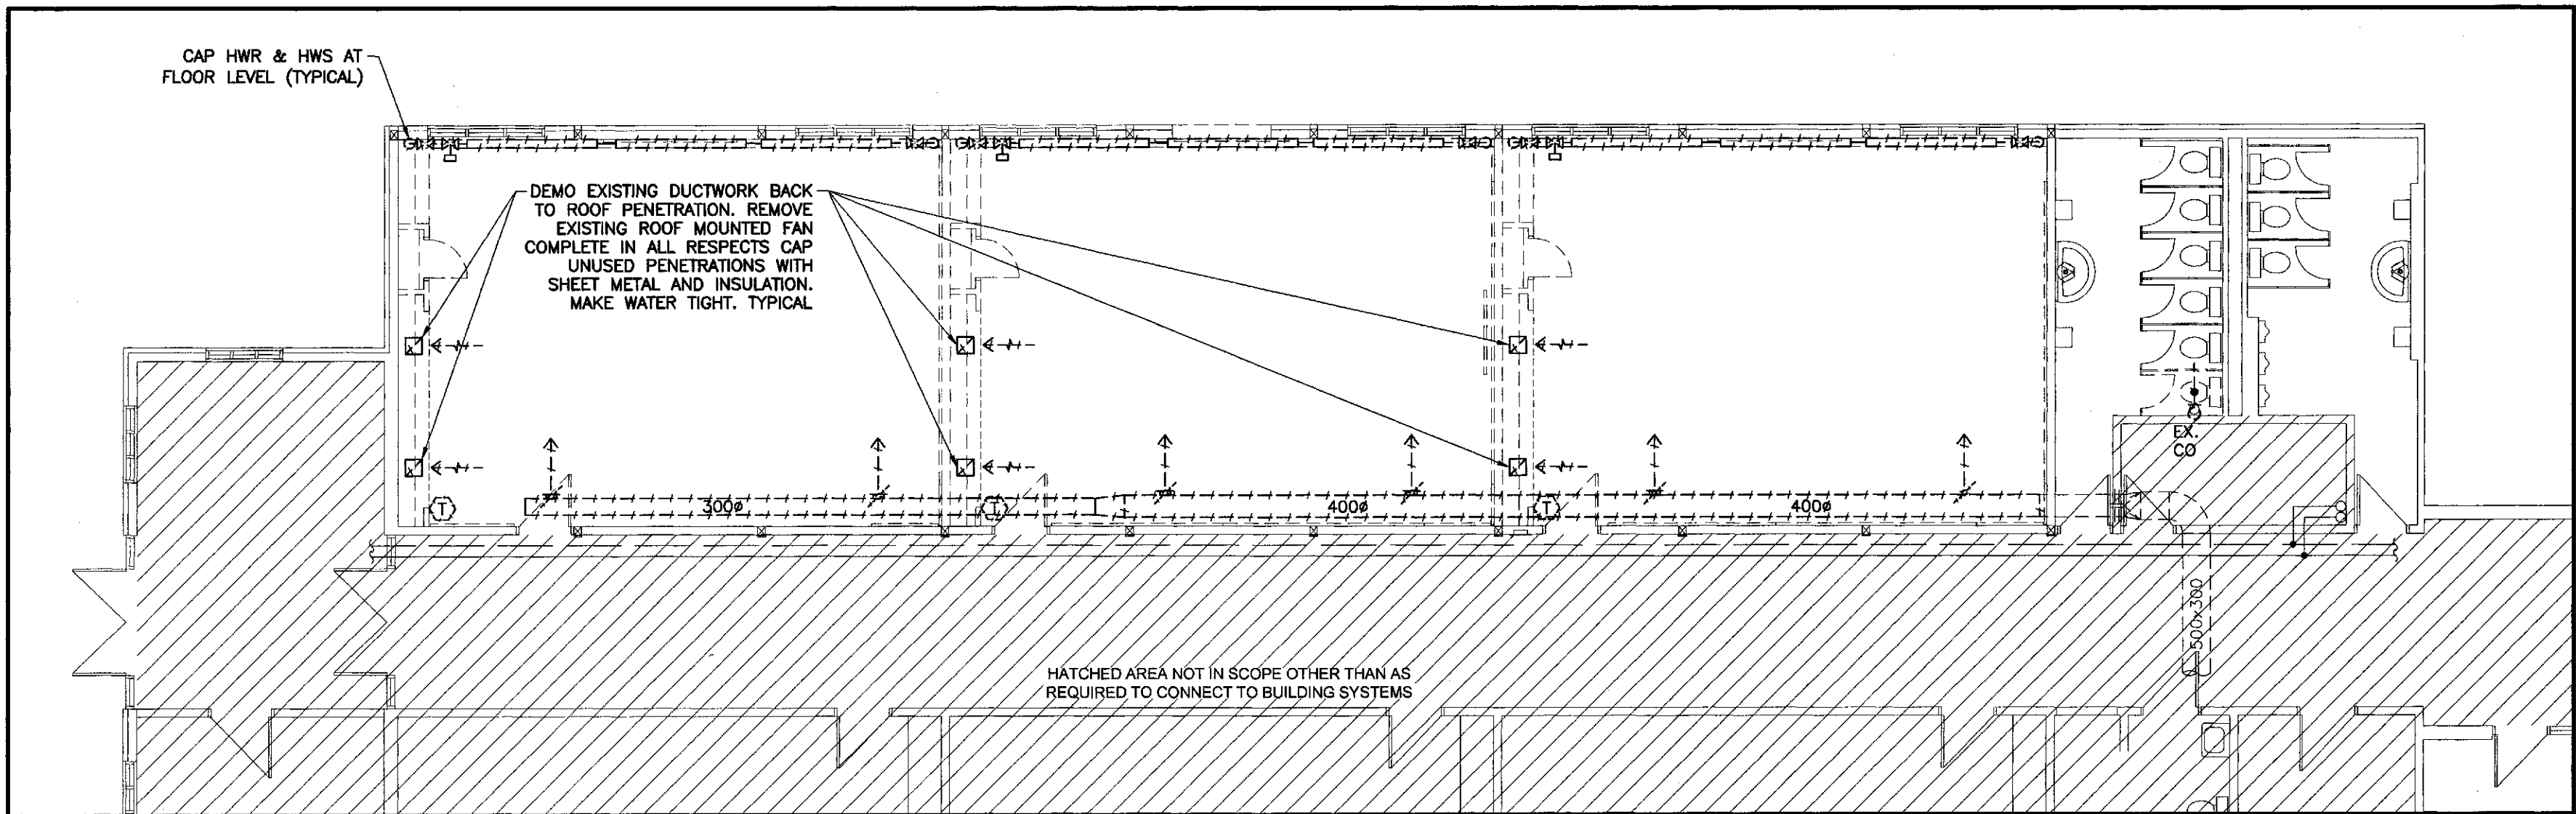 CAP HWR & HWS AT
FLOOR LEVEL (TYPICAL)
DEMO EXISTING DUCTWORK BACK
TO ROOF PENETRATION. REMOVE
EXISTING ROOF MOUNTED FAN
COMPLETE IN ALL RESPECTS CAP
UNUSED PENETRATIONS WITH
SHEET METAL AND INSULATION.
MAKE WATER TIGHT. TYPICAL
EX.
CO
T
300ø
T
400ø
T
400ø
500x300
HATCHED AREA NOT IN SCOPE OTHER THAN AS
REQUIRED TO CONNECT TO BUILDING SYSTEMS